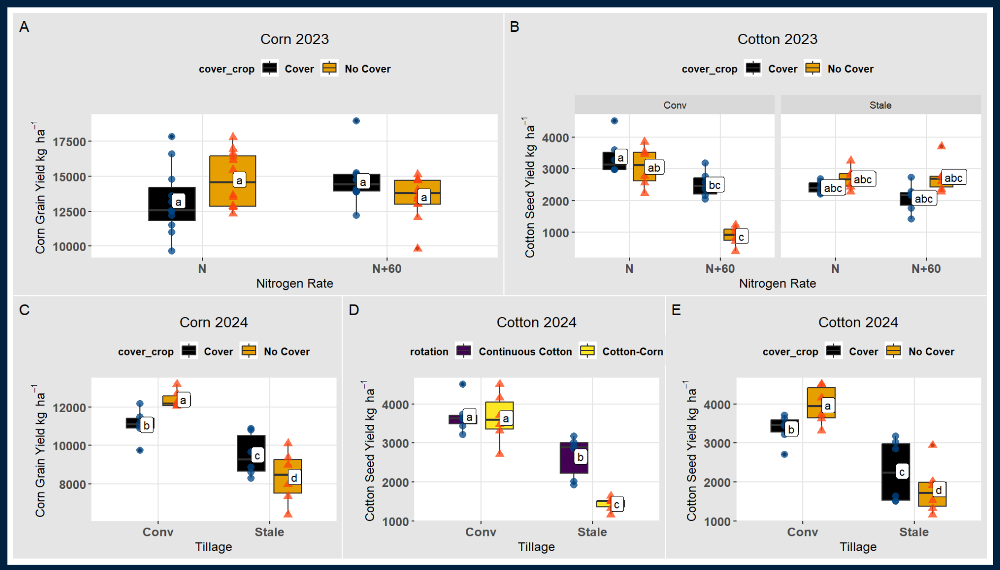 A
Corn 2023
cover_crop Cover No Cover
Corn Grain Yield kg ha⁻¹
17500
15000
12500
10000
a
a
a
a
N N+60
Nitrogen Rate
B
Cotton 2023
cover_crop Cover No Cover
Conv Stale
Cotton Seed Yield kg ha⁻¹
4000
3000
2000
1000
a
ab
bc
c
abc
abc
abc
abc
N N+60 N N+60
Nitrogen Rate
C
Corn 2024
cover_crop Cover No Cover
Corn Grain Yield kg ha⁻¹
12000
10000
8000
b
a
c
d
Conv Stale
Tillage
D
Cotton 2024
rotation Continuous Cotton Cotton-Corn
Cotton Seed Yield kg ha⁻¹
4000
3000
2000
1000
a
a
b
c
Conv Stale
Tillage
E
Cotton 2024
cover_crop Cover No Cover
Cotton Seed Yield kg ha⁻¹
4000
3000
2000
1000
b
a
c
d
Conv Stale
Tillage